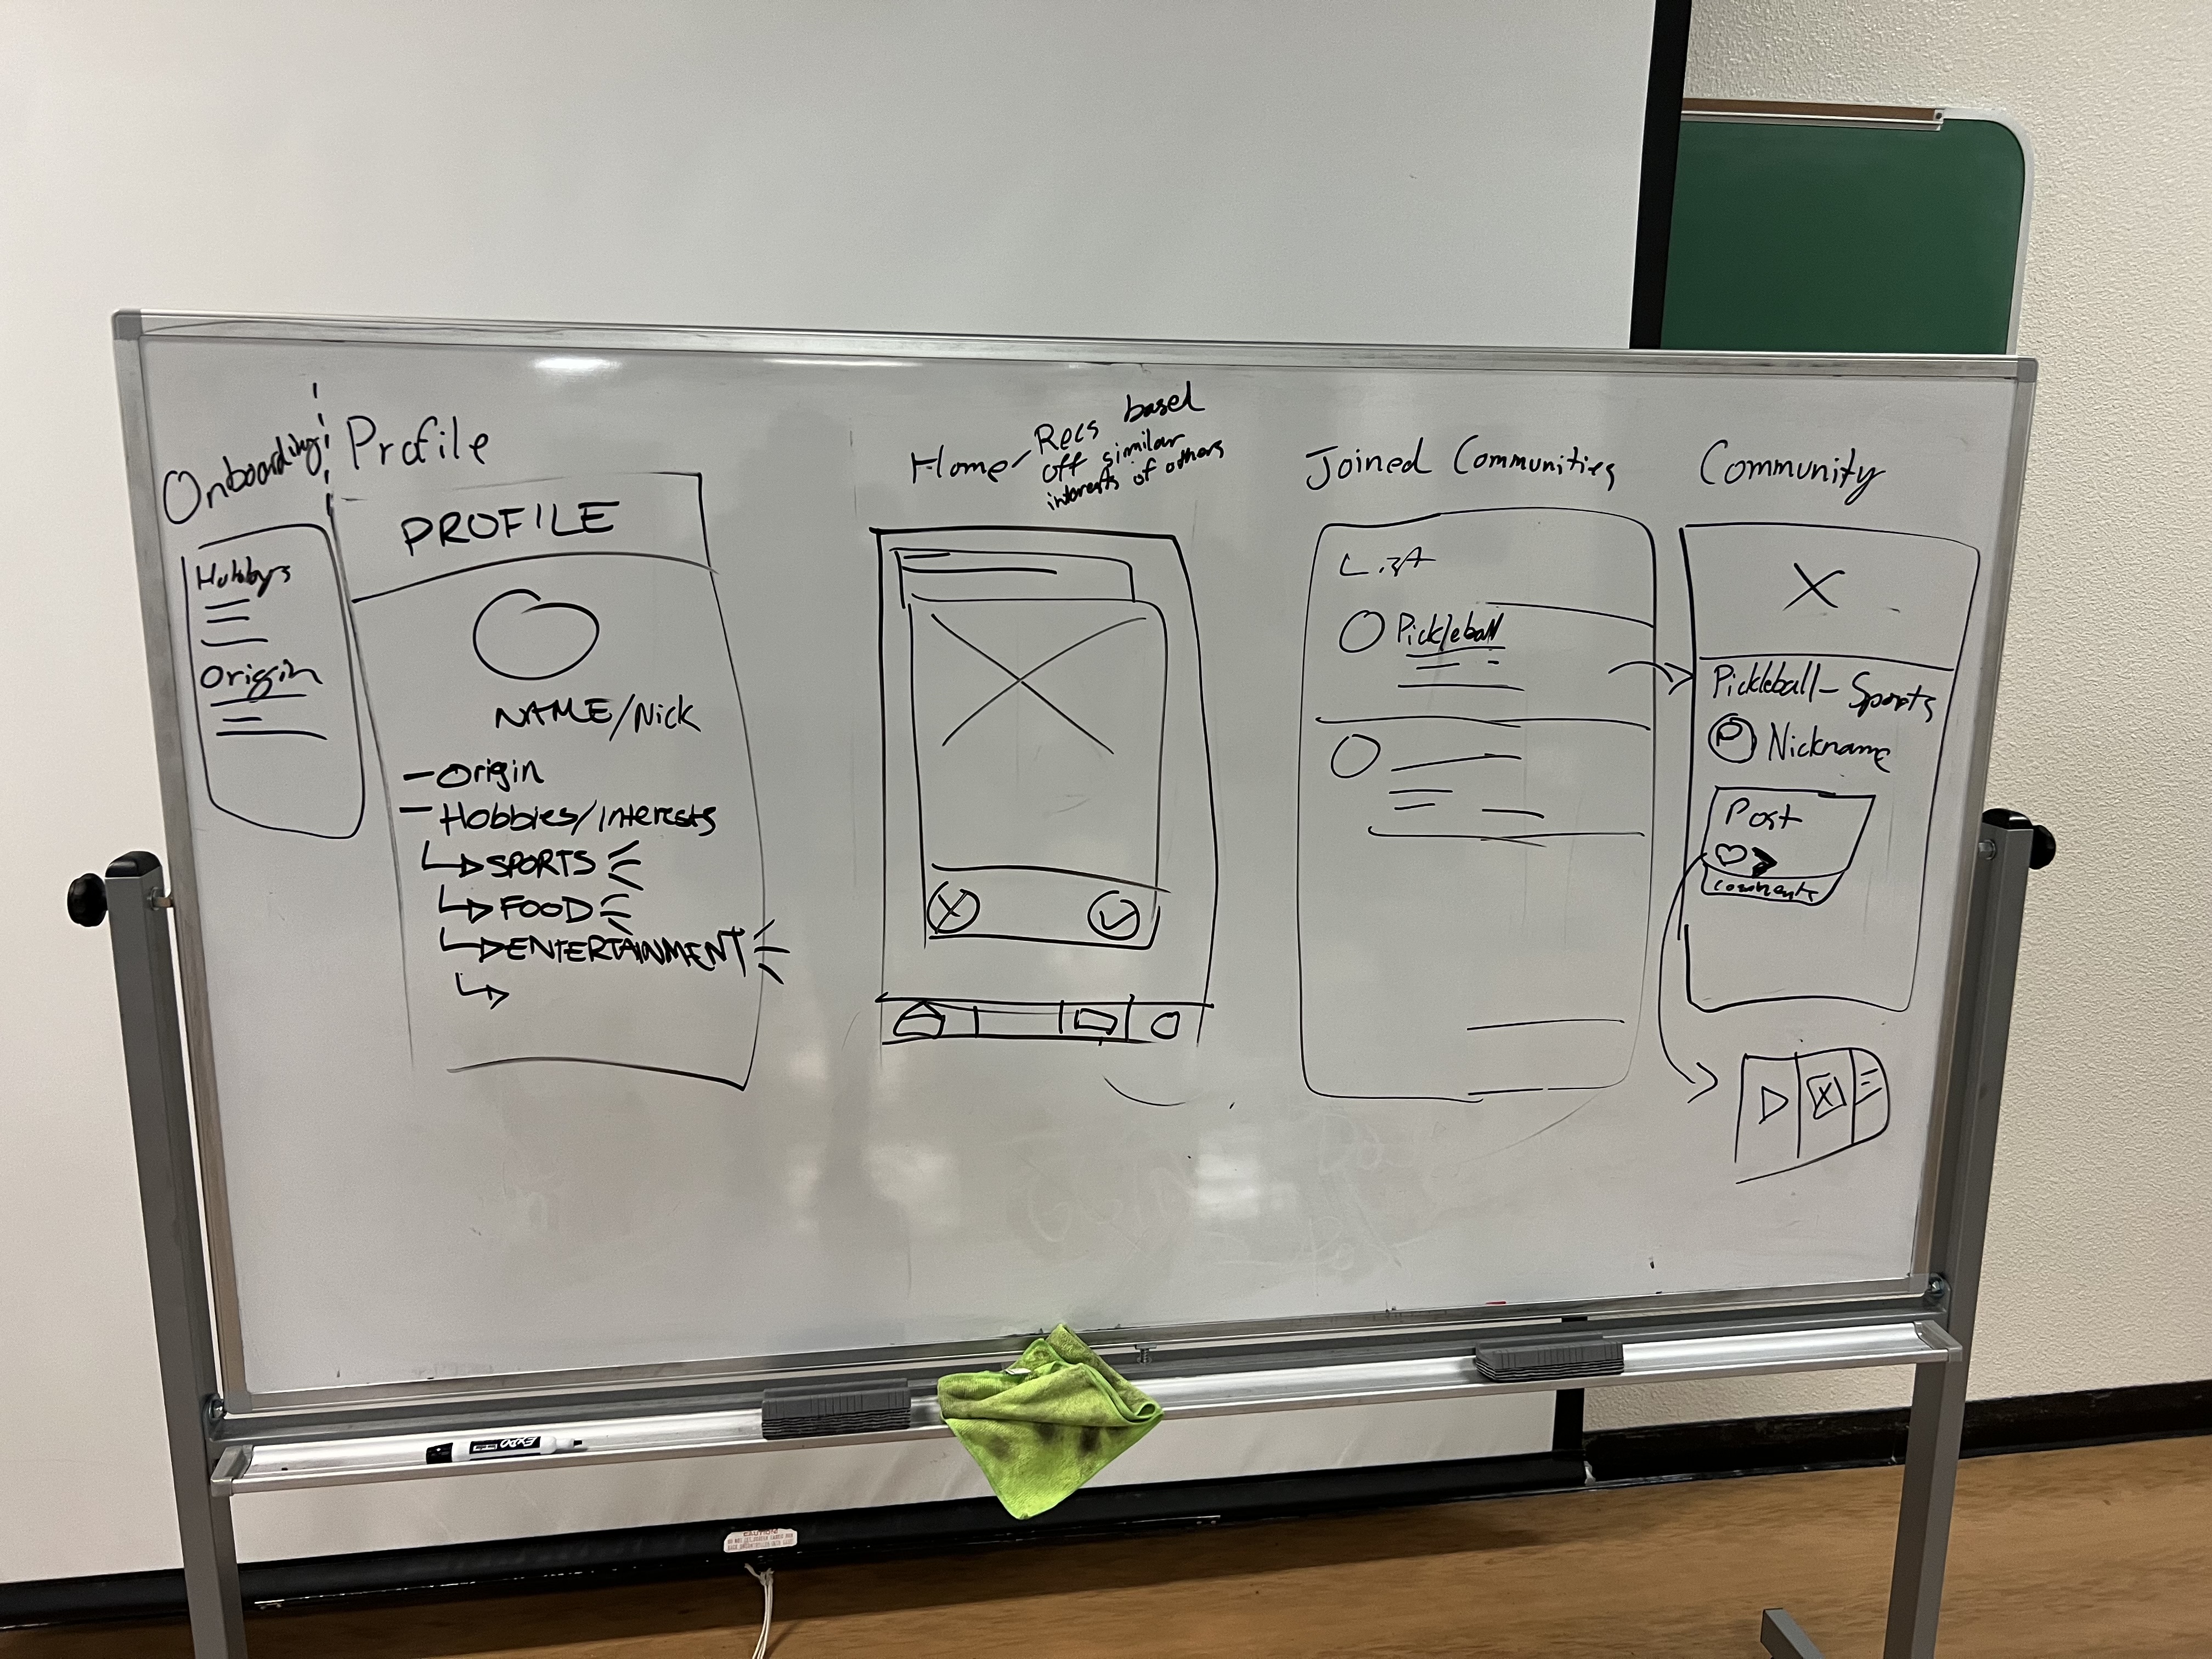 Onboarding
Hobbys
Origin
Profile
PROFILE
NAME/Nick
- Origin
- Hobbies/Interests
SPORTS
FOOD
ENTERTAINMENT
Home - Recs based
off similar
interests of others
Joined Communities
List
Pickleball
Community
X
Pickleball - Sports
P Nickname
Post
comments
EXPO
CAUTION